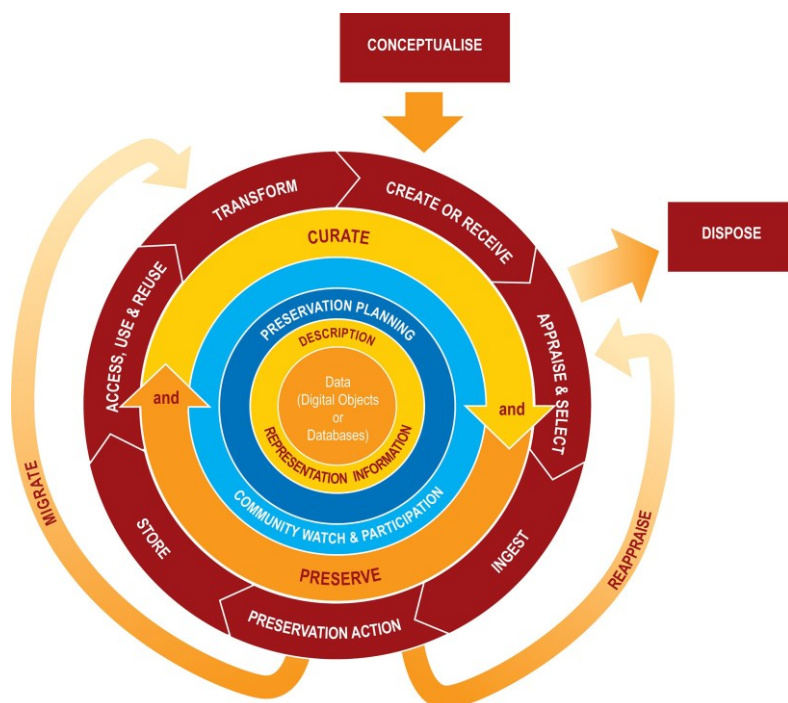 CONCEPTUALISE
TRANSFORM
CREATE OR RECEIVE
DISPOSE
CURATE
ACCESS, USE & REUSE
APPRAISE & SELECT
PRESERVATION PLANNING
DESCRIPTION
Data
(Digital Objects
or
Databases)
and
and
REPRESENTATION INFORMATION
COMMUNITY WATCH & PARTICIPATION
MIGRATE
STORE
INGEST
REAPPRAISE
PRESERVE
PRESERVATION ACTION